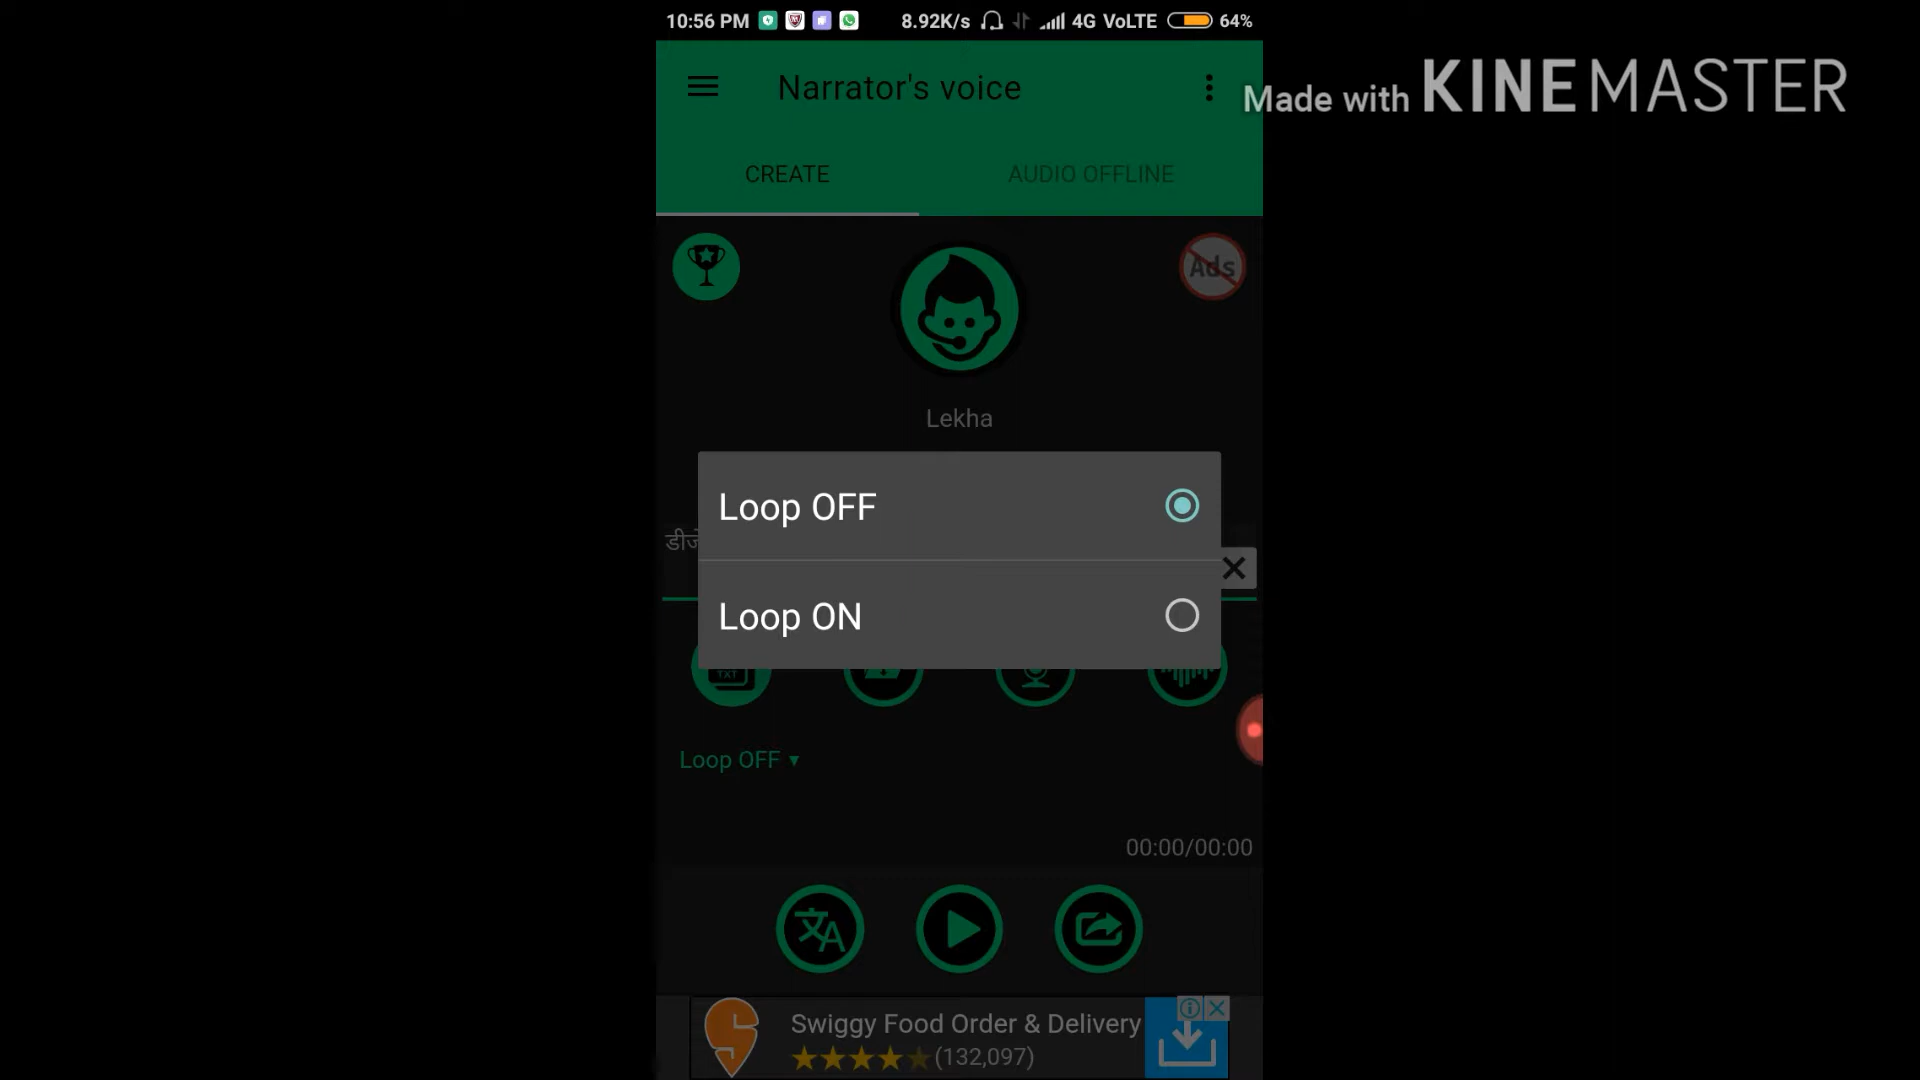 10:56 PM 8.92K/s 4G VoLTE 64%
Narrator's voice
Made with KINEMASTER
CREATE AUDIO OFFLINE
Ads
Lekha
Loop OFF
Loop ON
TXT
Loop OFF
00:00/00:00
Swiggy Food Order & Delivery
(132,097)